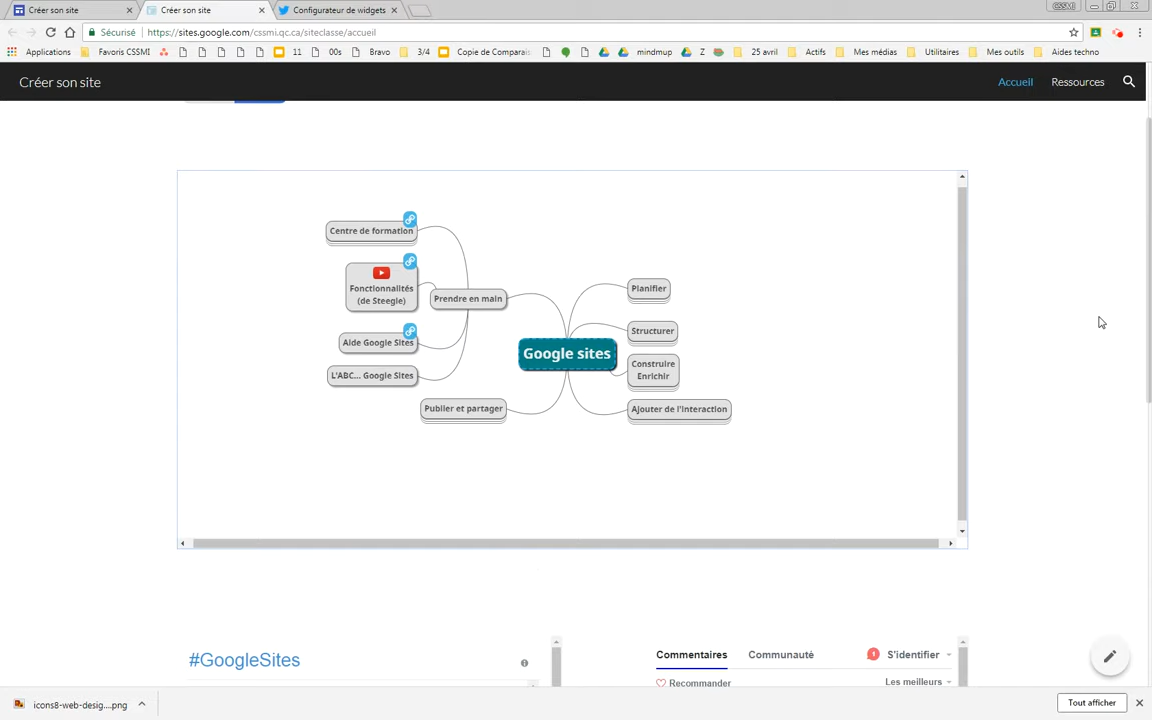 Créer son site
Créer son site
Configurateur de widgets
CSSMI
Sécurisé
https://sites.google.com/cssmi.qc.ca/siteclasse/accueil
Applications
Favoris CSSMI
11
00s
Bravo
3/4
Copie de Comparais
mindmup
Z
25 avril
Actifs
Mes médias
Utilitaires
Mes outils
Aides techno
Créer son site
Accueil
Ressources
Centre de formation
Fonctionnalités
(de Steegle)
Prendre en main
Aide Google Sites
L'ABC... Google Sites
Publier et partager
Google sites
Planifier
Structurer
Construire
Enrichir
Ajouter de l'interaction
#GoogleSites
Commentaires
Communauté
1
S'identifier
Recommander
Les meilleurs
icons8-web-desig....png
Tout afficher